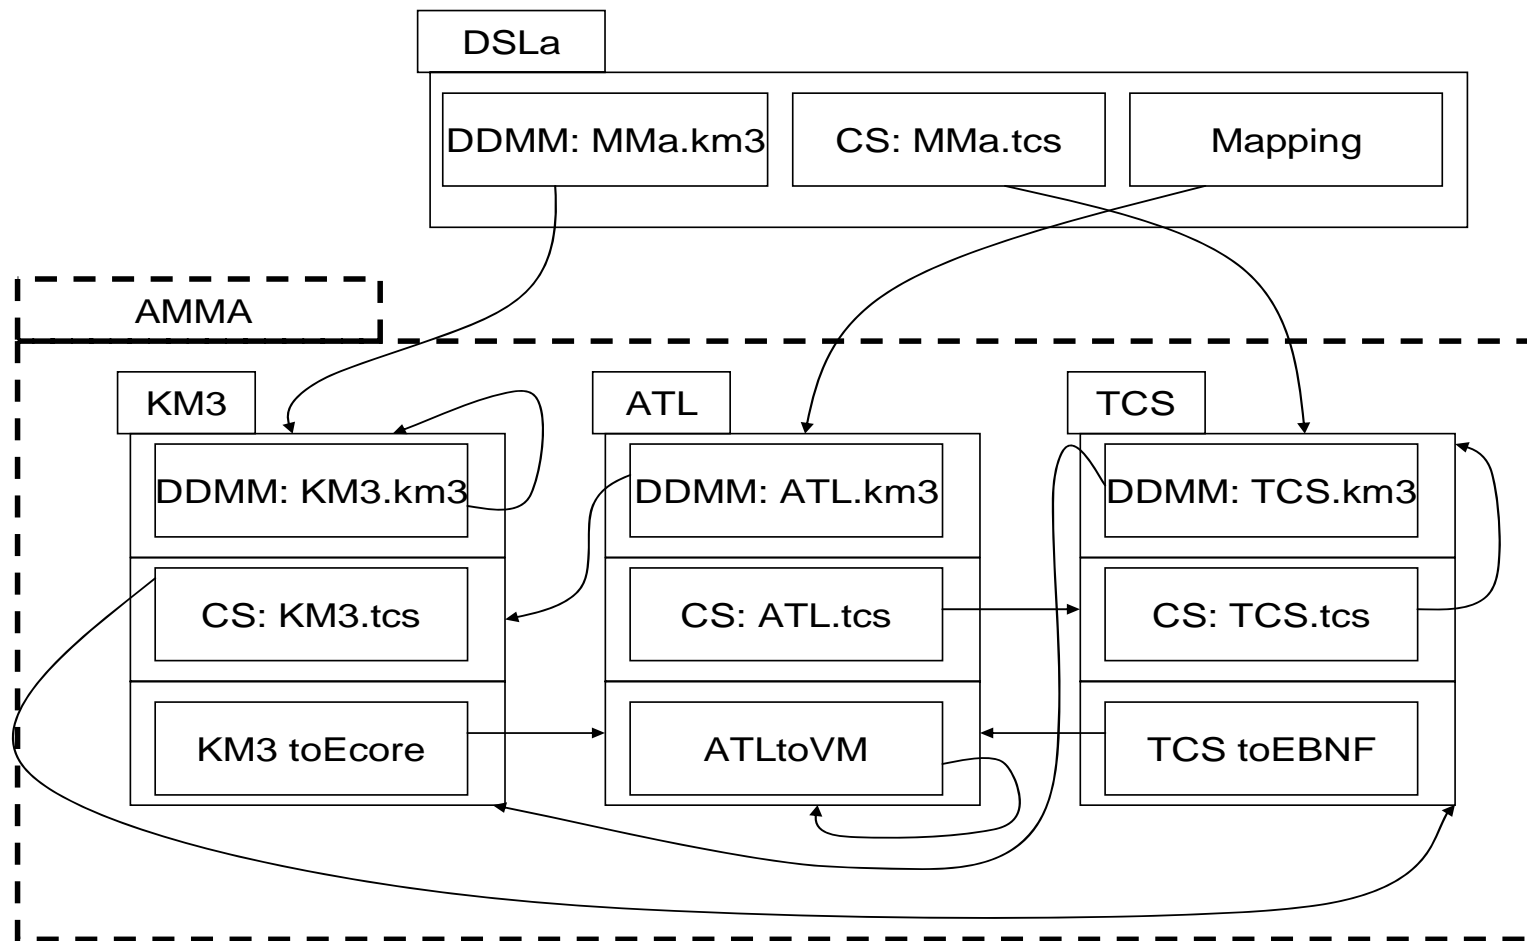 DSLa
DDMM: MMa.km3
CS: MMa.tcs
Mapping
AMMA
KM3
ATL
TCS
DDMM: KM3.km3
DDMM: ATL.km3
DDMM: TCS.km3
CS: KM3.tcs
CS: ATL.tcs
CS: TCS.tcs
KM3 toEcore
ATLtoVM
TCS toEBNF